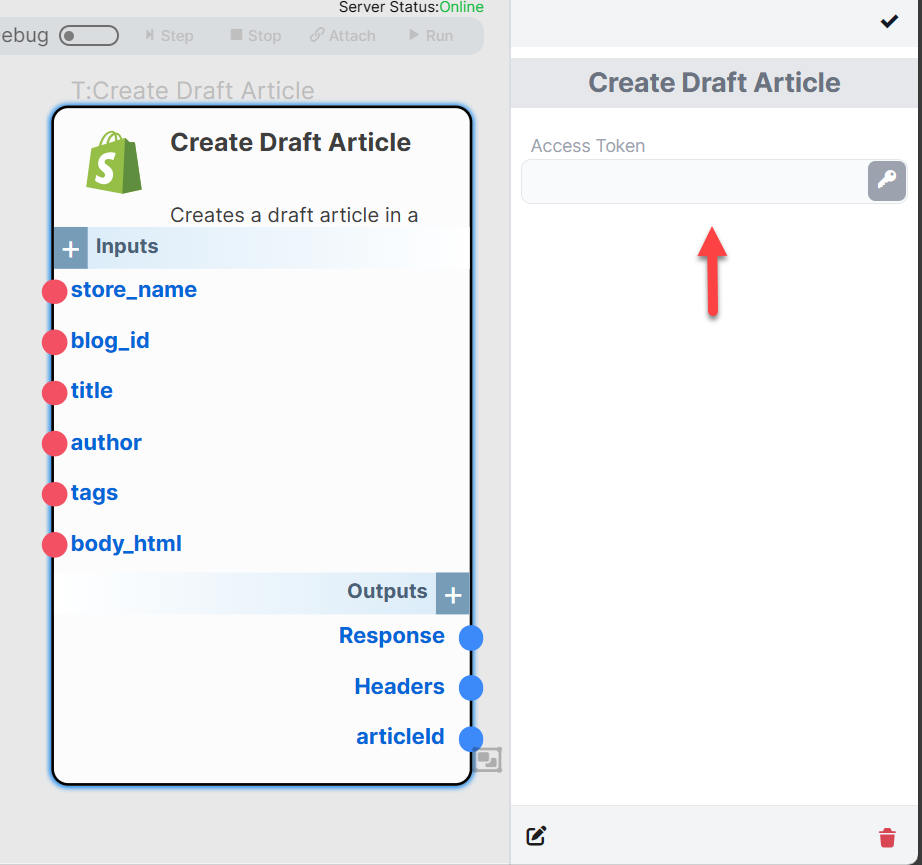 Server Status:Online
ebug Step Stop Attach Run
T:Create Draft Article
Create Draft Article
Creates a draft article in a
Inputs
store_name
blog_id
title
author
tags
body_html
Outputs
Response
Headers
articleId
Create Draft Article
Access Token